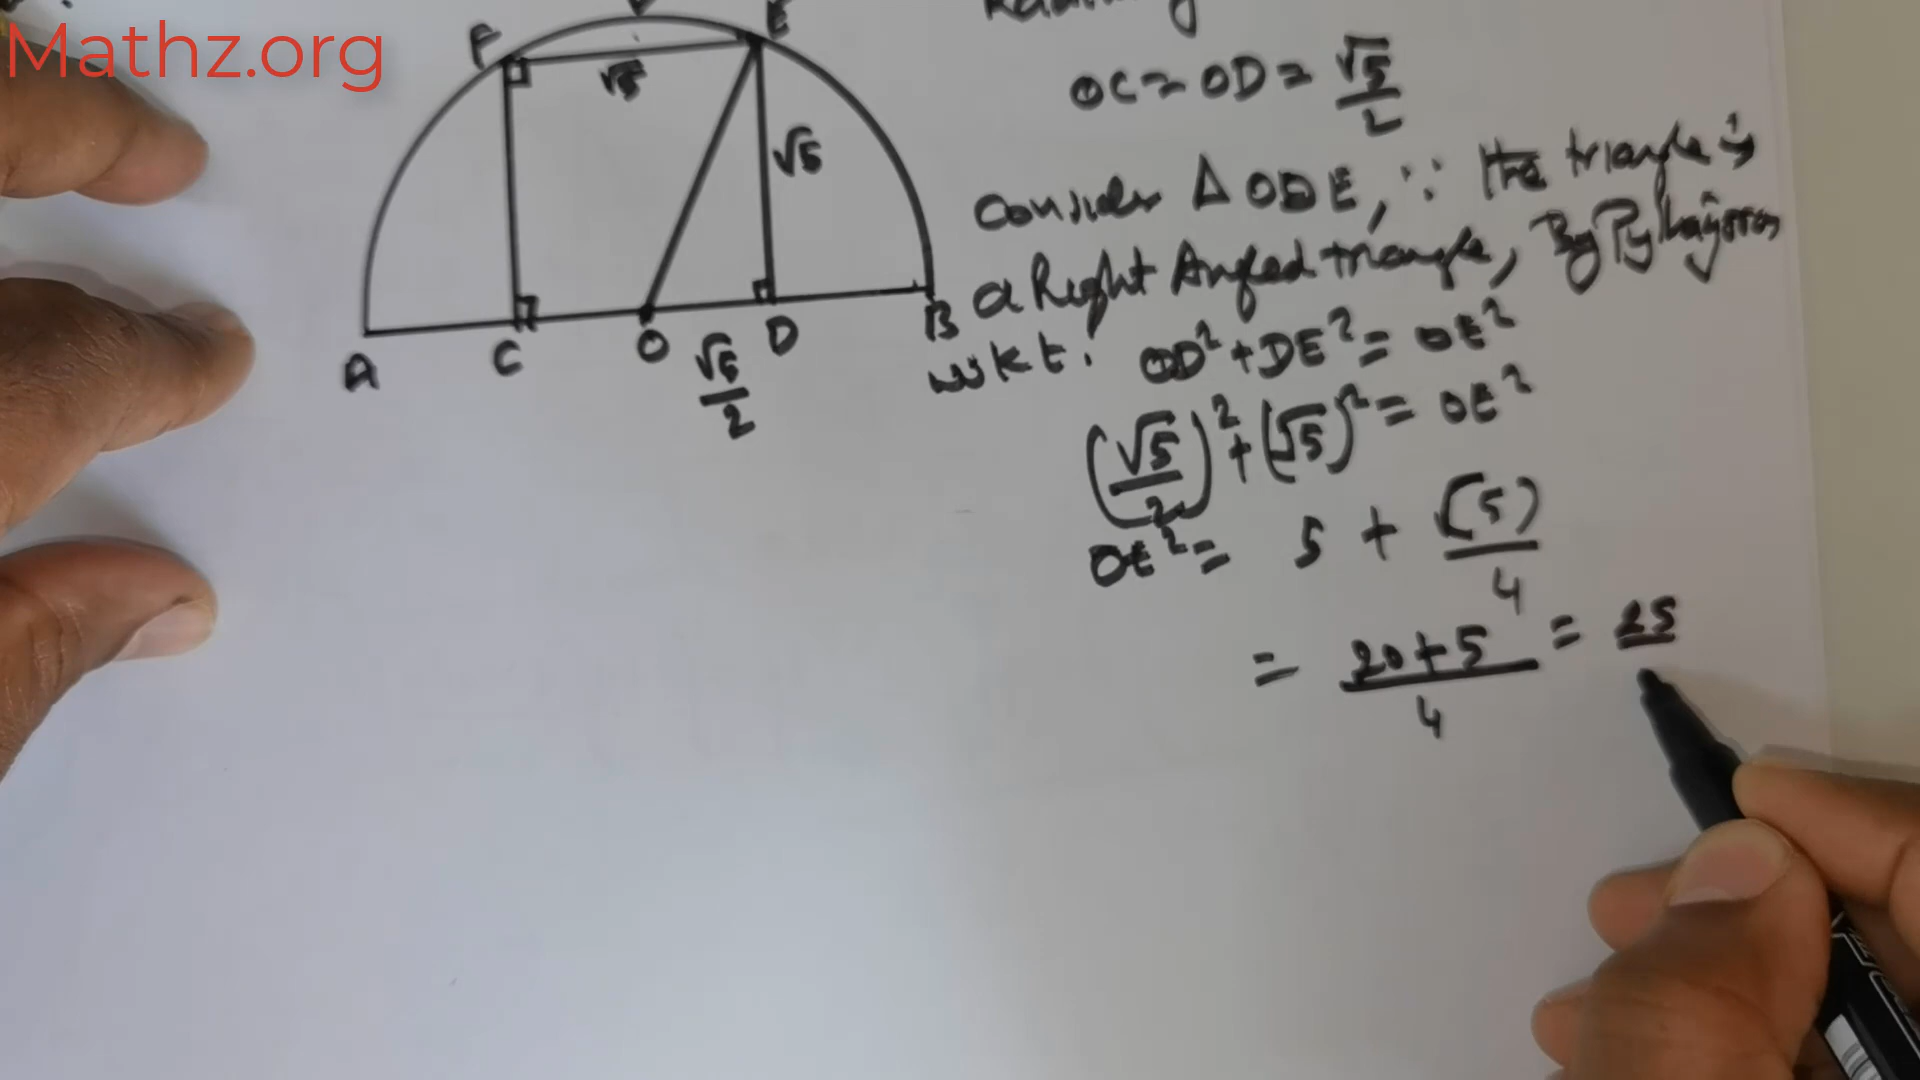 Mathz.org
F
E
√5
√5
A
C
O
D
B
√5
2
OC = OD = √5
2
Consider Δ ODE, ∵ the triangle is
a Right Angled triangle, By Pythagoras
wkt. OD² + DE² = OE²
(√5/2)² + (√5)² = OE²
OE² = 5 + (5)
4
= 20+5 = 25
4